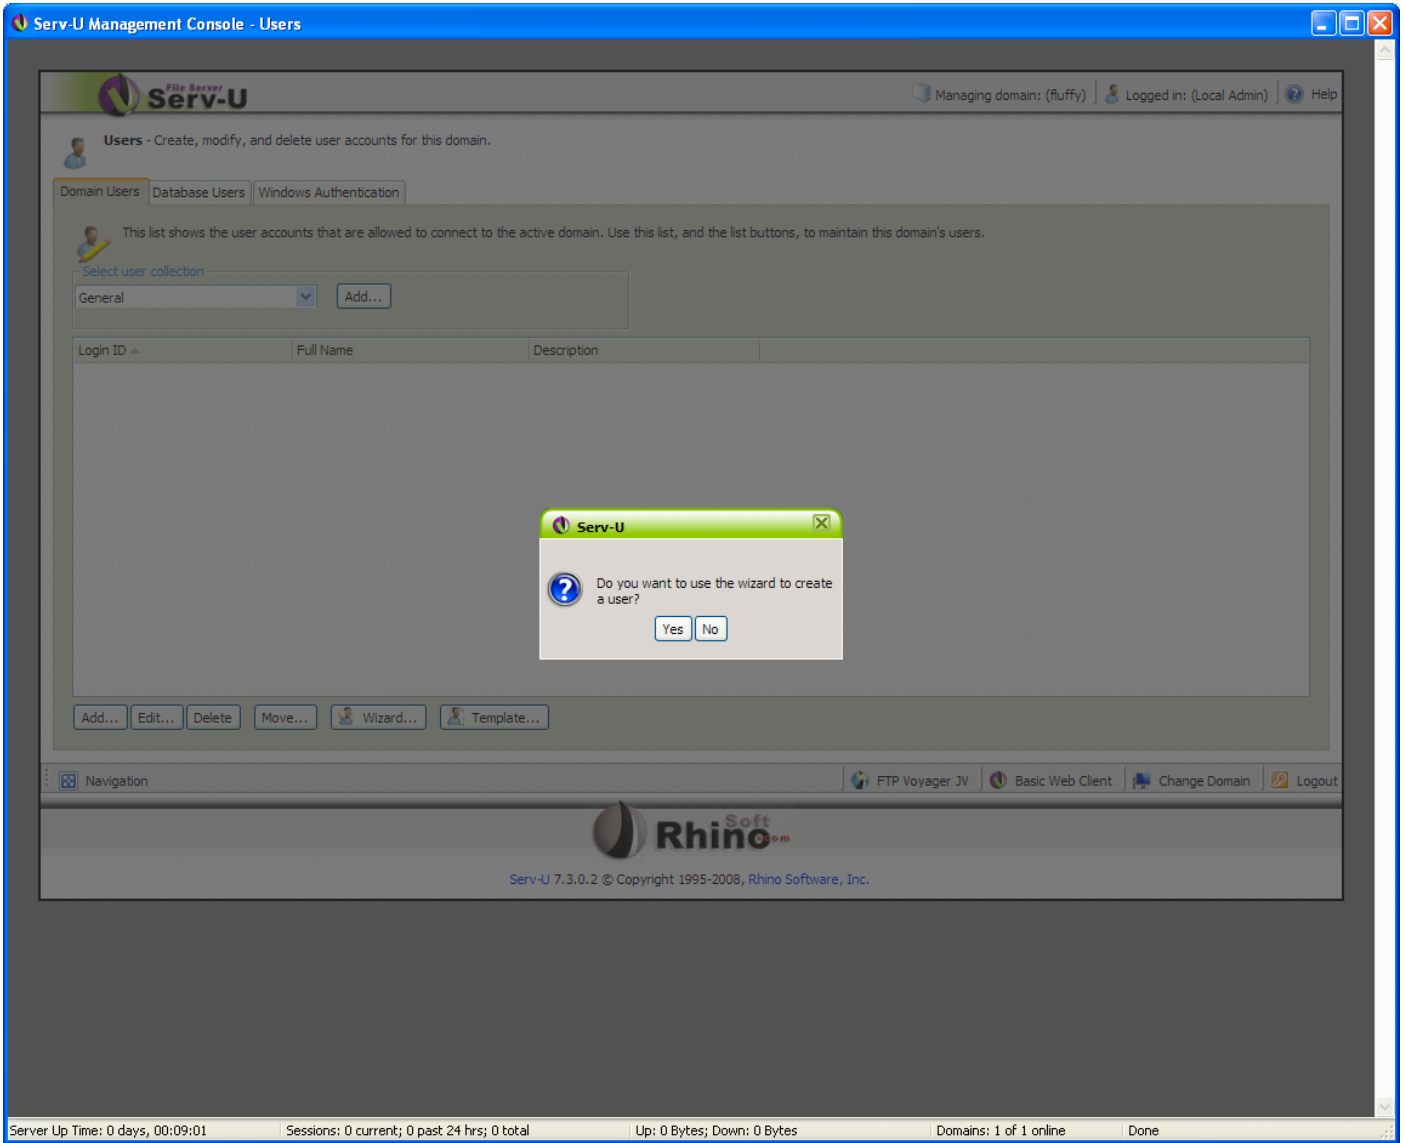 Serv-U Management Console - Users
File Server
Serv-U
Managing domain: (fluffy) Logged in: (Local Admin) Help
Users - Create, modify, and delete user accounts for this domain.
Domain Users Database Users Windows Authentication
This list shows the user accounts that are allowed to connect to the active domain. Use this list, and the list buttons, to maintain this domain's users.
Select user collection
General Add...
Login ID Full Name Description
Serv-U
Do you want to use the wizard to create
a user?
Yes No
Add... Edit... Delete Move... Wizard... Template...
Navigation FTP Voyager JV Basic Web Client Change Domain Logout
RhinoSoft.com
Serv-U 7.3.0.2 © Copyright 1995-2008, Rhino Software, Inc.
Server Up Time: 0 days, 00:09:01 Sessions: 0 current; 0 past 24 hrs; 0 total Up: 0 Bytes; Down: 0 Bytes Domains: 1 of 1 online Done